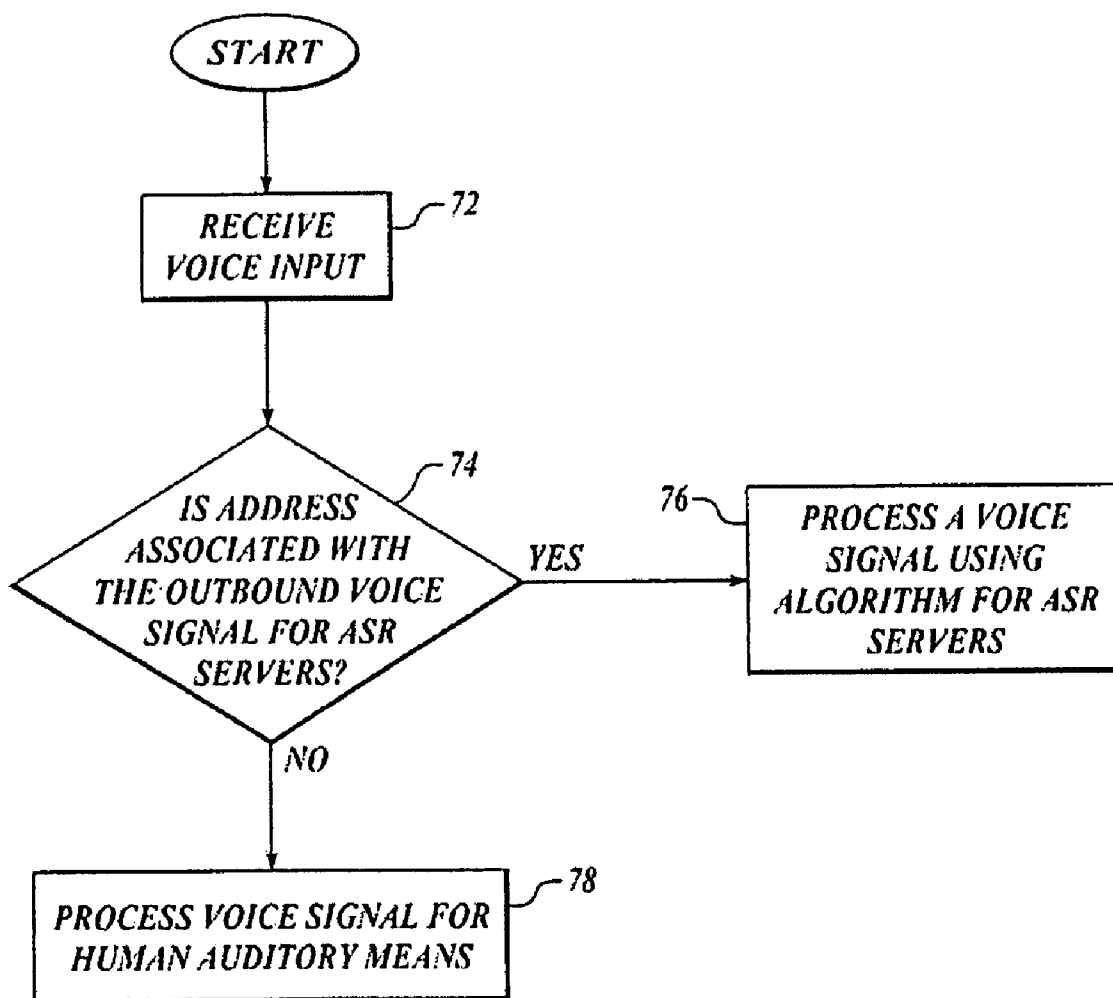 START
72
RECEIVE
VOICE INPUT
74
IS ADDRESS
ASSOCIATED WITH
THE OUTBOUND VOICE
SIGNAL FOR ASR
SERVERS?
YES
76
PROCESS A VOICE
SIGNAL USING
ALGORITHM FOR ASR
SERVERS
NO
78
PROCESS VOICE SIGNAL FOR
HUMAN AUDITORY MEANS